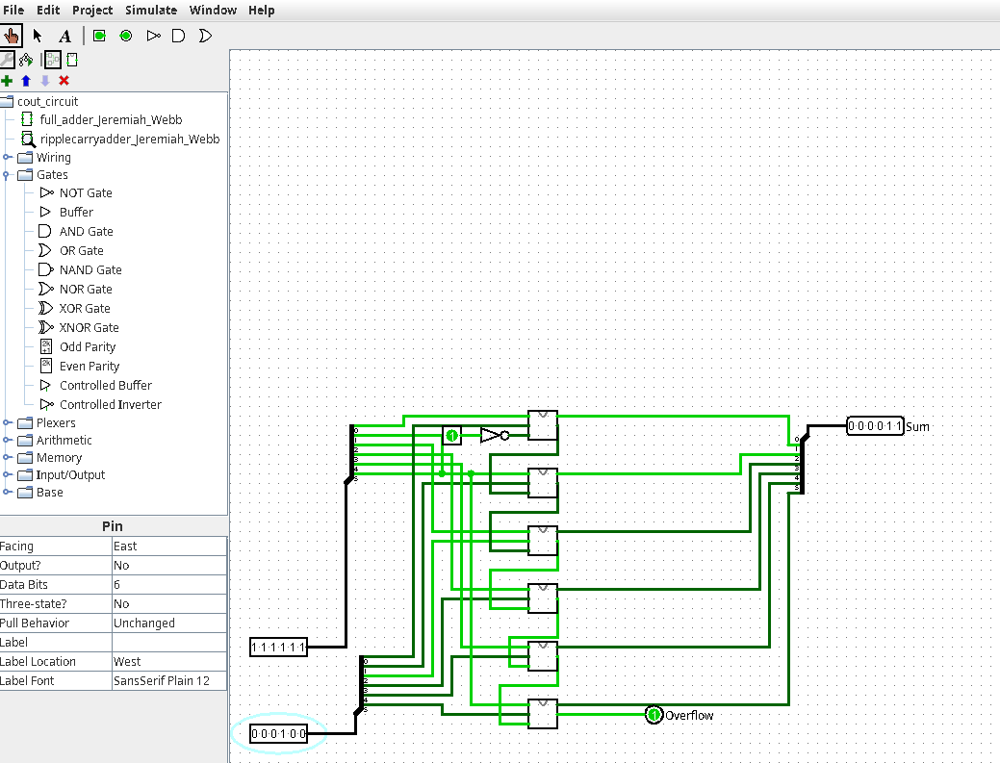 File Edit Project Simulate Window Help
cout_circuit
full_adder_Jeremiah_Webb
ripplecarryadder_Jeremiah_Webb
Wiring
Gates
NOT Gate
Buffer
AND Gate
OR Gate
NAND Gate
NOR Gate
XOR Gate
XNOR Gate
Odd Parity
Even Parity
Controlled Buffer
Controlled Inverter
Plexers
Arithmetic
Memory
Input/Output
Base
Pin
Facing East
Output? No
Data Bits 6
Three-state? No
Pull Behavior Unchanged
Label
Label Location West
Label Font SansSerif Plain 12
1
0 0 0 0 1 1 Sum
1 1 1 1 1 1
0 0 0 1 0 0
1 Overflow